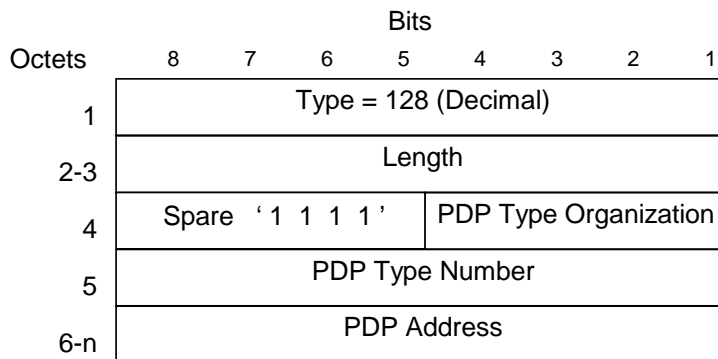 Bits
Octets 8 7 6 5 4 3 2 1
1 Type = 128 (Decimal)
2-3 Length
4 Spare ‘ 1 1 1 1 ’ PDP Type Organization
5 PDP Type Number
6-n PDP Address